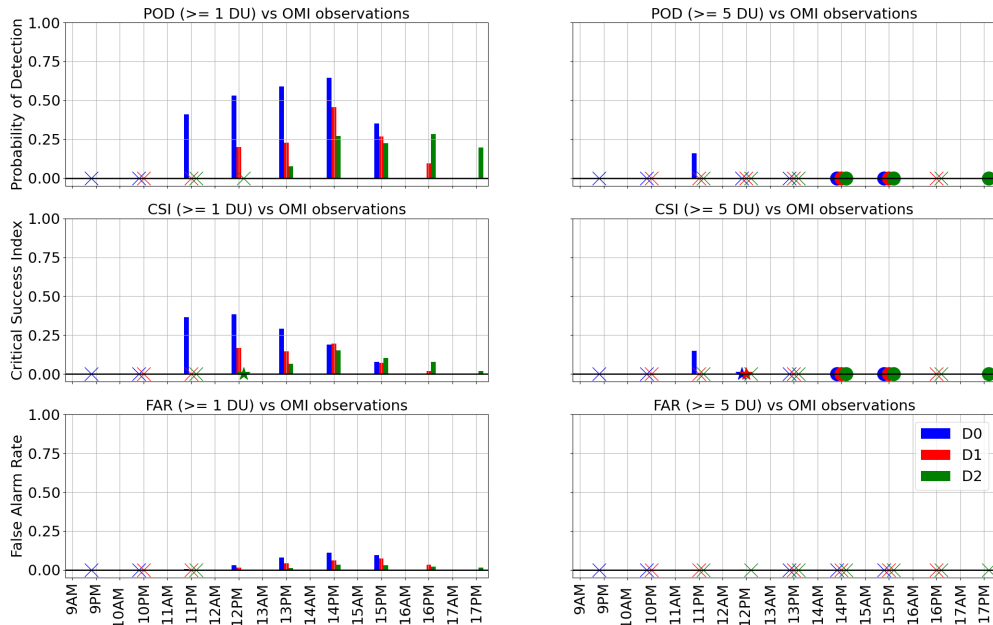 POD (>= 1 DU) vs OMI observations
POD (>= 5 DU) vs OMI observations
Probability of Detection
1.00
0.75
0.50
0.25
0.00
CSI (>= 1 DU) vs OMI observations
CSI (>= 5 DU) vs OMI observations
Critical Success Index
1.00
0.75
0.50
0.25
0.00
FAR (>= 1 DU) vs OMI observations
FAR (>= 5 DU) vs OMI observations
False Alarm Rate
1.00
0.75
0.50
0.25
0.00
D0
D1
D2
9AM
9PM
10AM
10PM
11AM
11PM
12AM
12PM
13AM
13PM
14AM
14PM
15AM
15PM
16AM
16PM
17AM
17PM
9AM
9PM
10AM
10PM
11AM
11PM
12AM
12PM
13AM
13PM
14AM
14PM
15AM
15PM
16AM
16PM
17AM
17PM